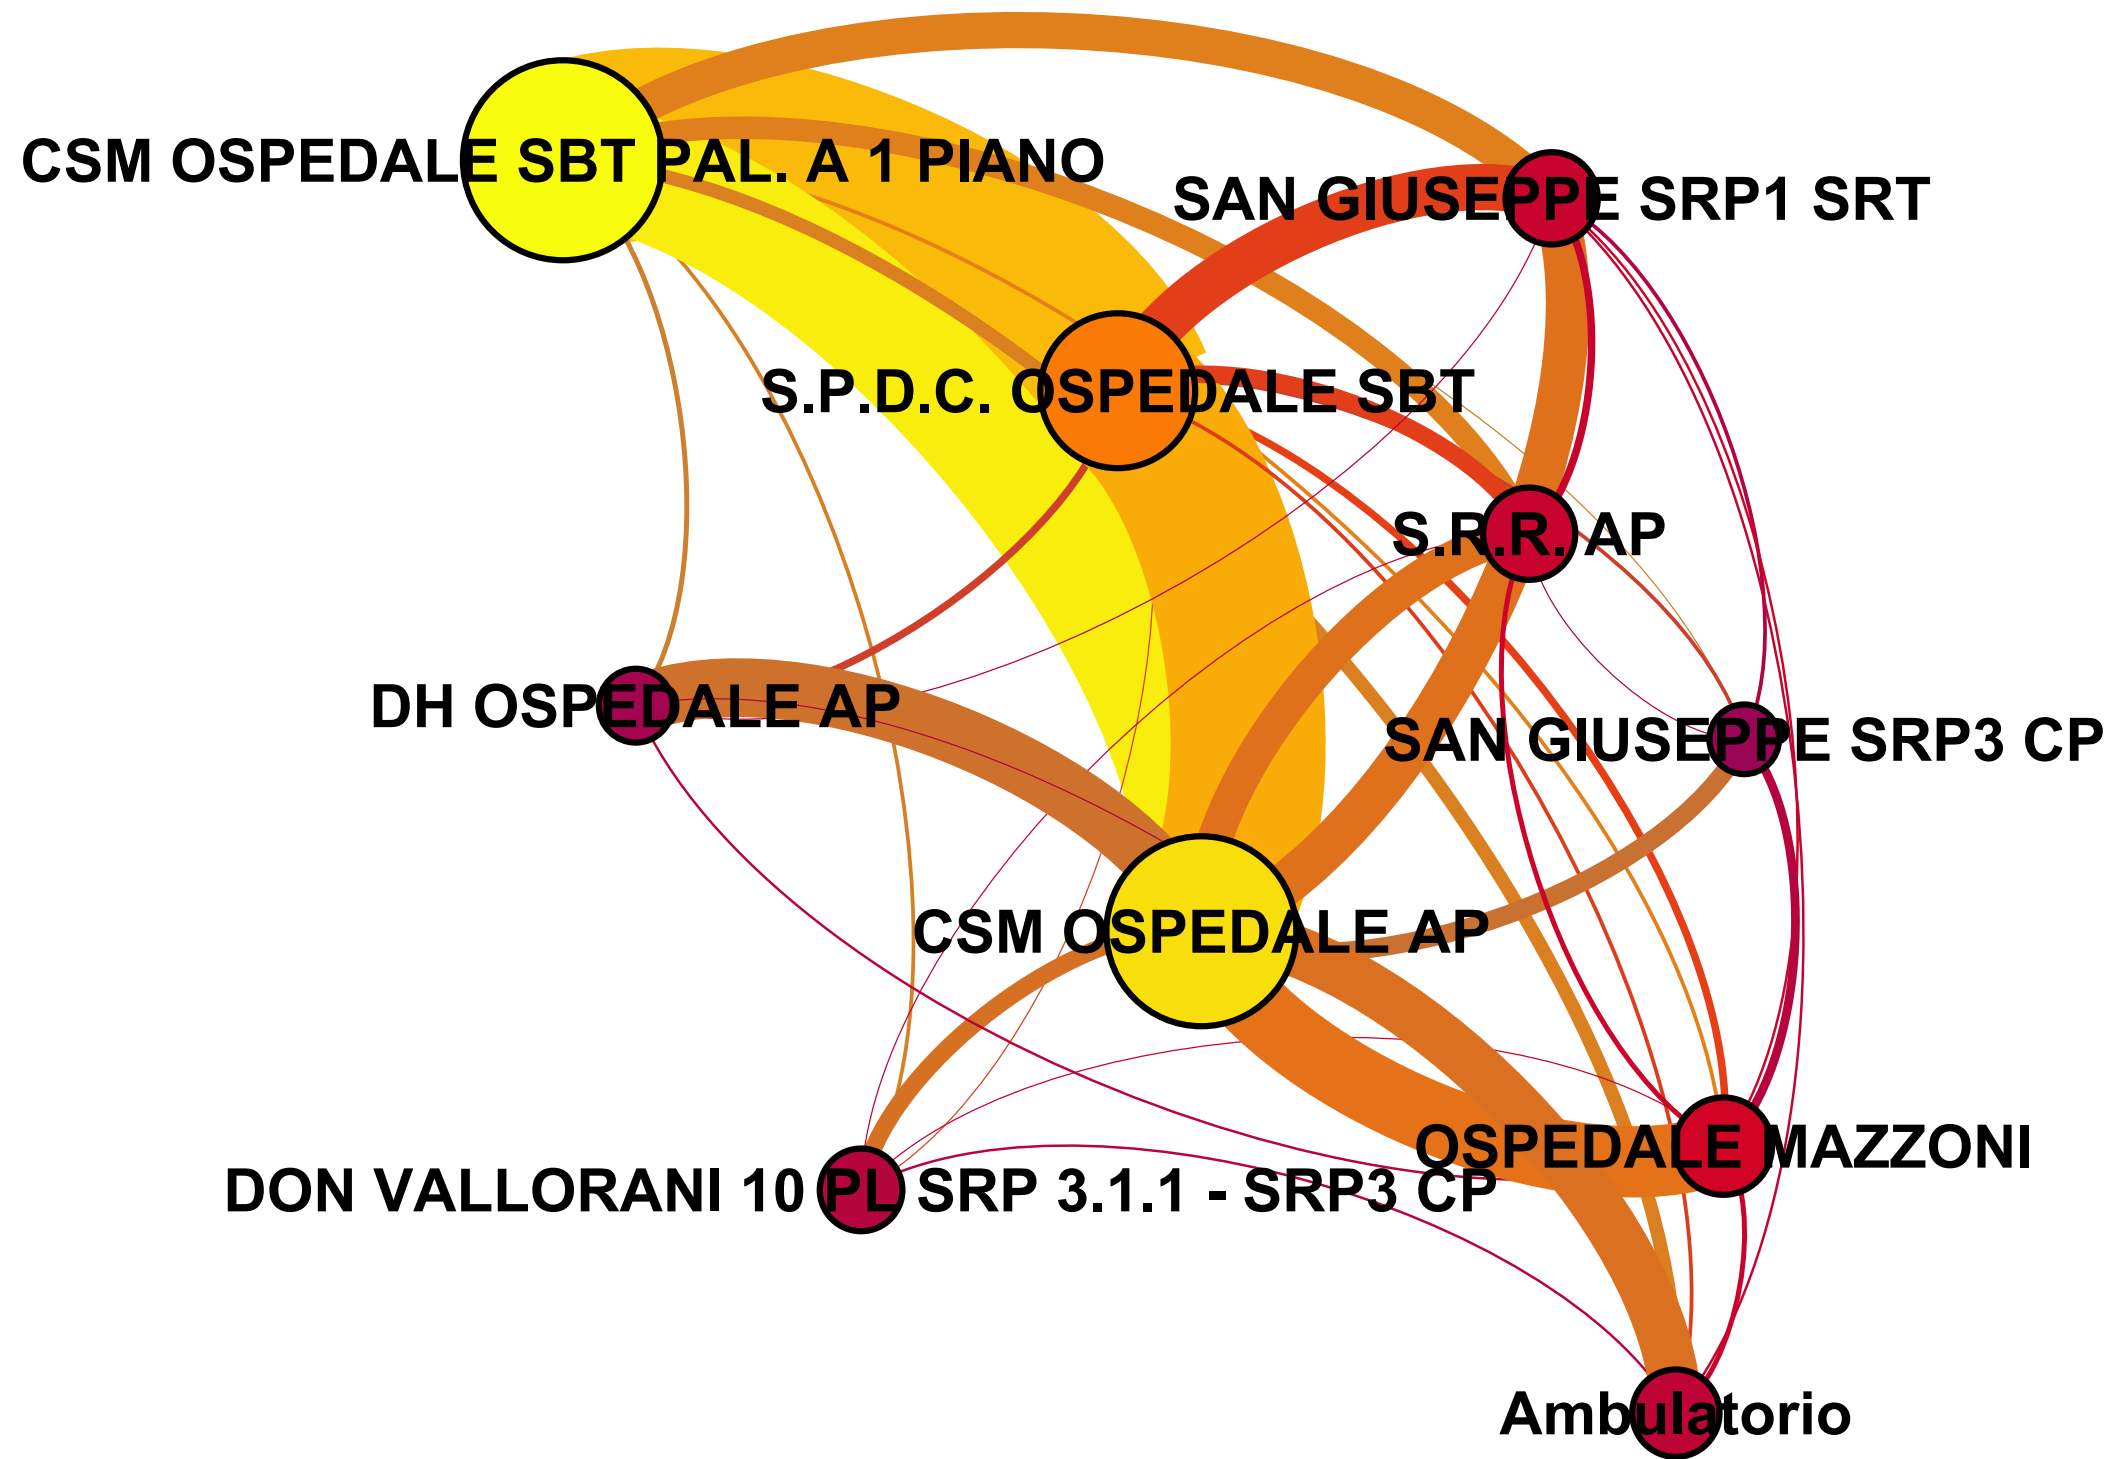 CSM OSPEDALE SBT PAL. A 1 PIANO
SAN GIUSEPPE SRP1 SRT
S.P.D.C. OSPEDALE SBT
S.R.R. AP
DH OSPEDALE AP
SAN GIUSEPPE SRP3 CP
CSM OSPEDALE AP
OSPEDALE MAZZONI
DON VALLORANI 10 PL SRP 3.1.1 - SRP3 CP
Ambulatorio